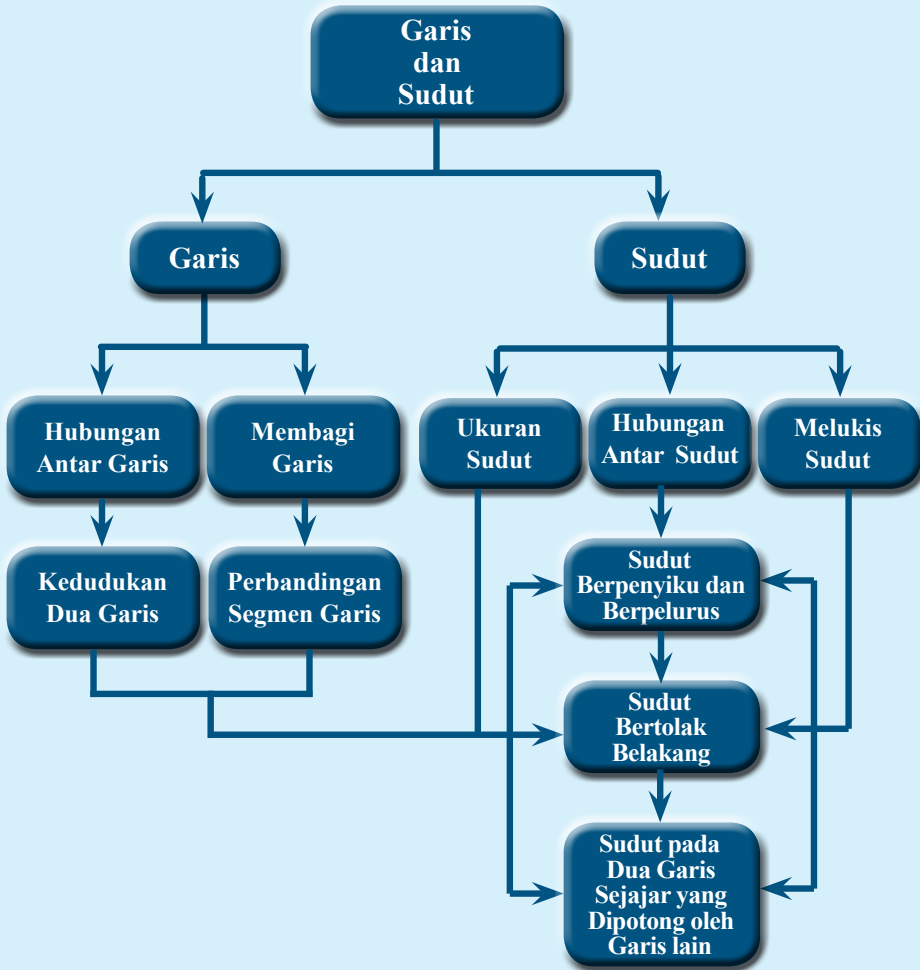 Garis
dan
Sudut
Garis
Sudut
Hubungan
Antar Garis
Membagi
Garis
Ukuran
Sudut
Hubungan
Antar Sudut
Melukis
Sudut
Kedudukan
Dua Garis
Perbandingan
Segmen Garis
Sudut
Berpenyiku dan
Berpelurus
Sudut
Bertolak
Belakang
Sudut pada
Dua Garis
Sejajar yang
Dipotong oleh
Garis lain